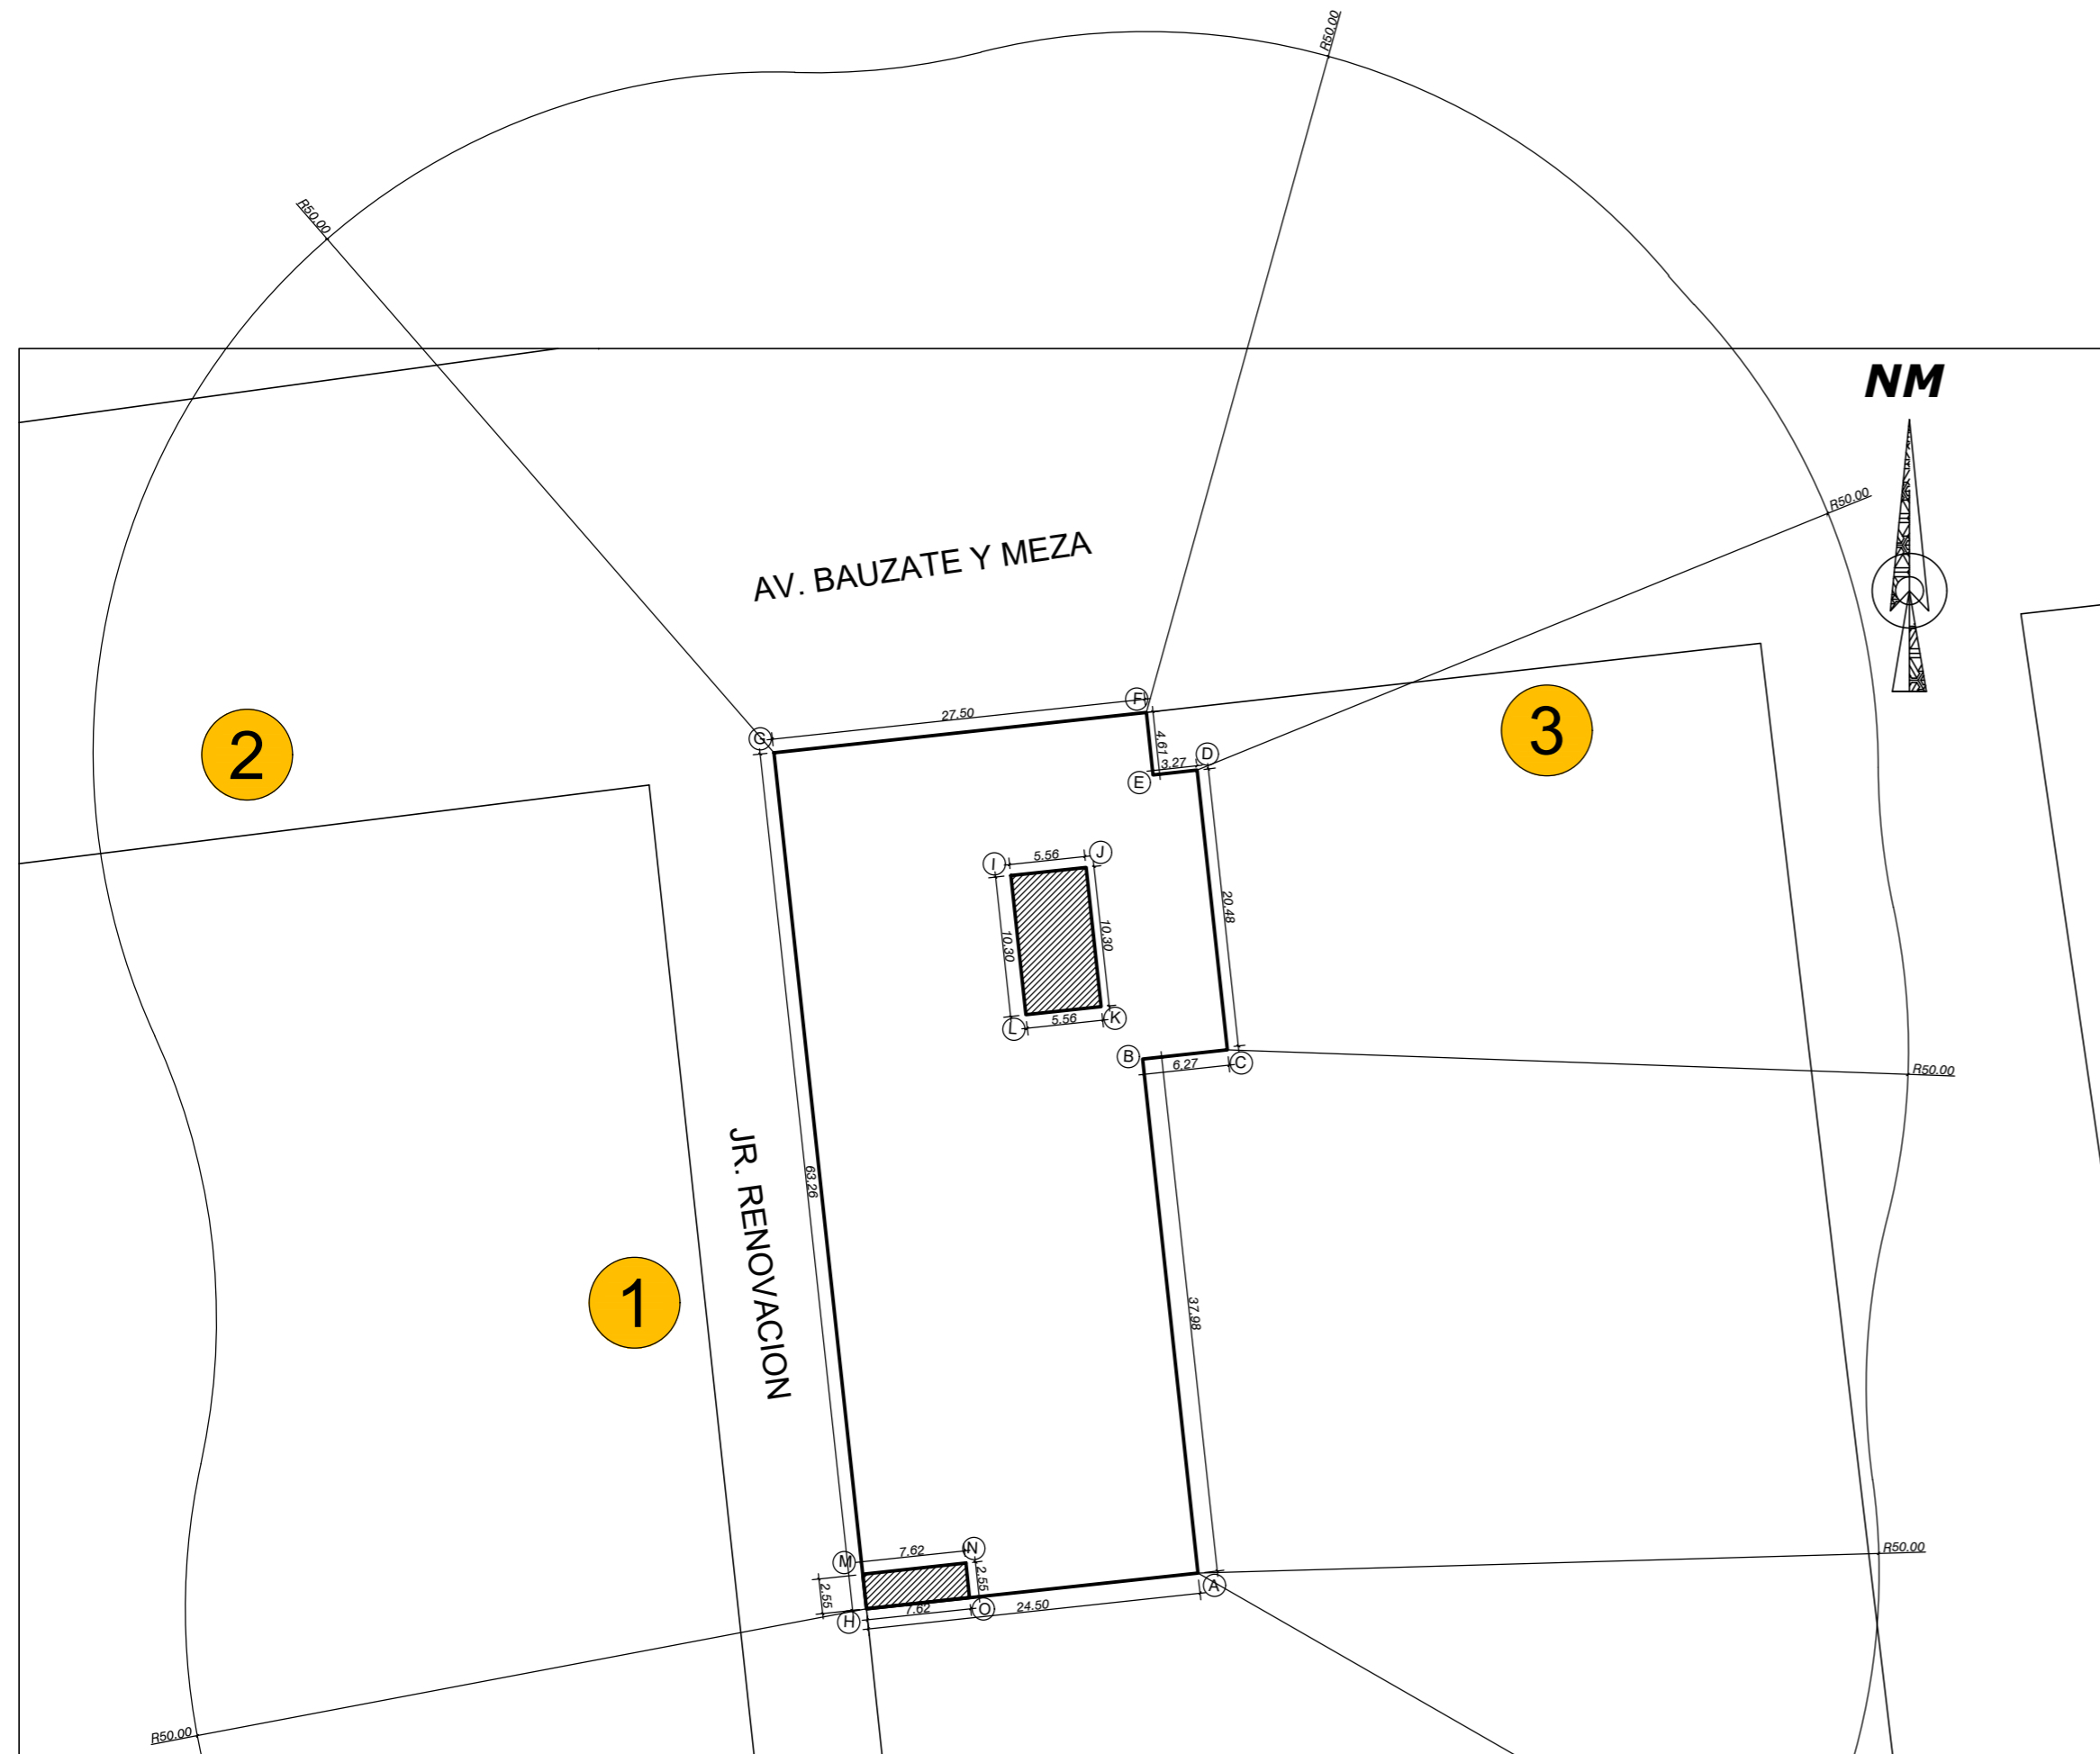 R50.00
R50.00
NM
R50.00
AV. BAUZATE Y MEZA
R50.00
2
3
F
27.50
G
4.61
D
3.27
E
I
5.56
J
20.48
10.30
10.30
L
5.56
K
B
6.27
C
R50.00
JR. RENOVACION
63.26
1
37.98
M
7.62
N
2.55
2.55
R50.00
A
H
7.62
O
24.50
R50.00